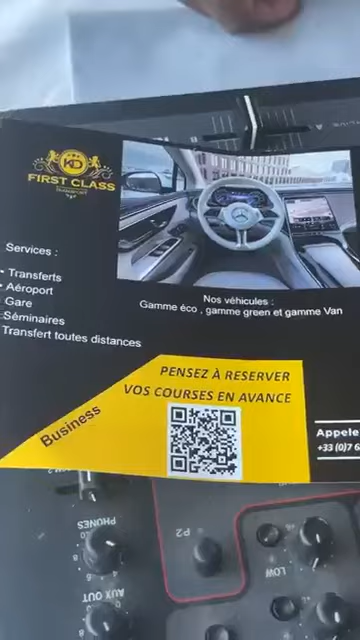 KD
FIRST CLASS
TRANSPORT
Services :
• Transferts
• Aéroport
Gare
Séminaires
Transfert toutes distances
Nos véhicules :
Gamme éco , gamme green et gamme Van
PENSEZ À RESERVER
VOS COURSES EN AVANCE
Business
Appele
+33 (0)7 6
PHONES
AUX OUT
P2
LOW